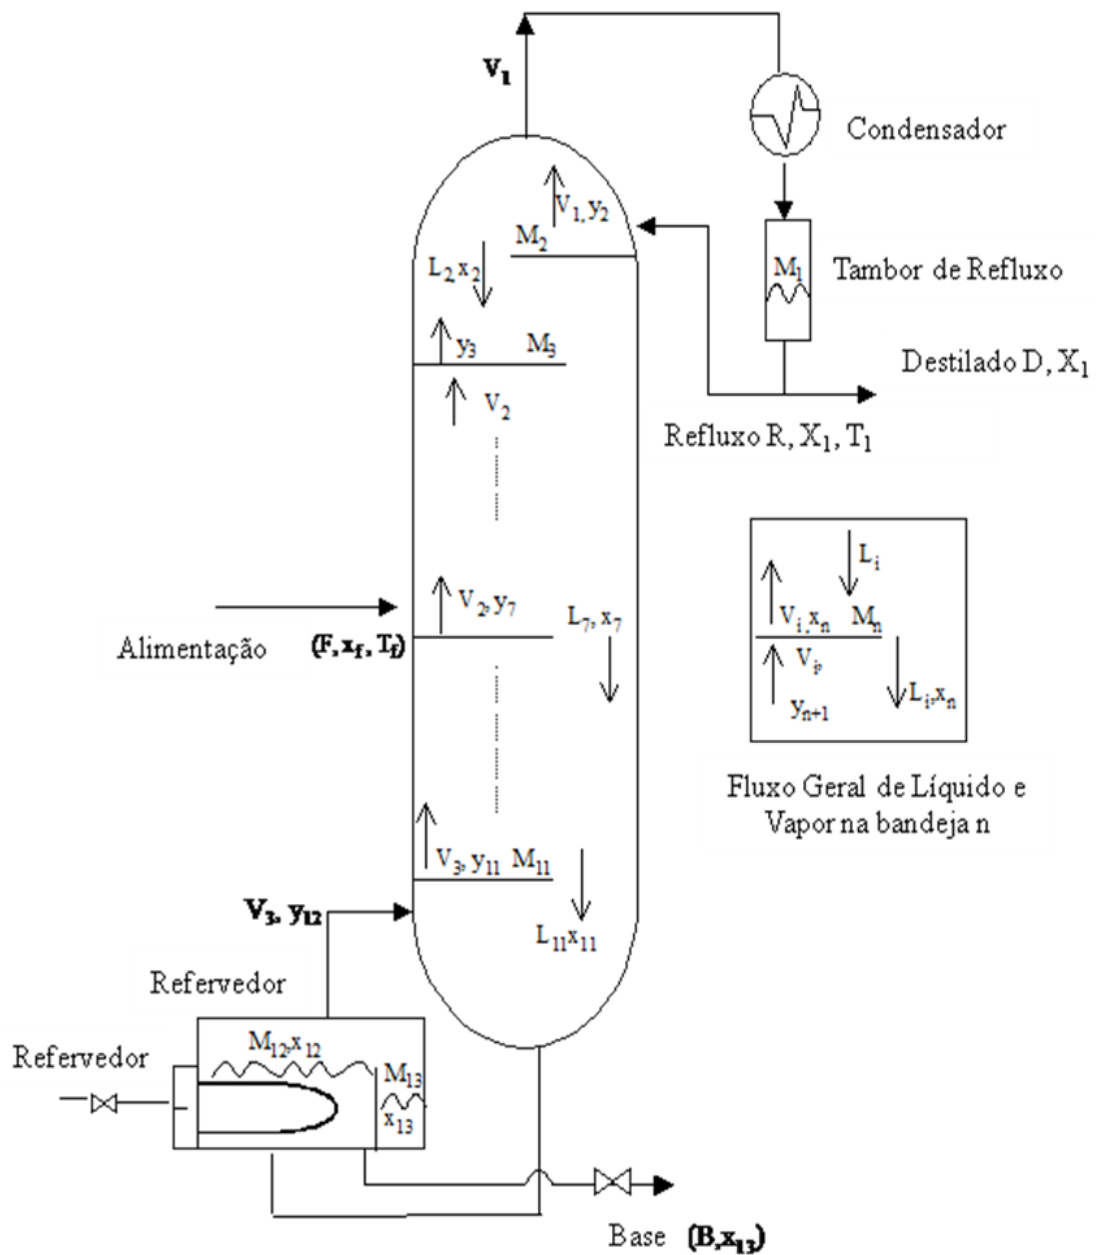 V1
Condensador
V1, y2
M2
L2, x2
M1
Tambor de Refluxo
y3
M3
Destilado D, X1
V2
Refluxo R, X1, T1
Li
V2, y7
L7, x7
Vi, xn
Mn
Alimentação
(F, xf, Tf)
Vi,
Li, xn
yn+1
Fluxo Geral de Líquido e
Vapor na bandeja n
V3, y11
M11
V3, y12
L11x11
Refervedor
M12,x12
Refervedor
M13
x13
Base (B,x13)